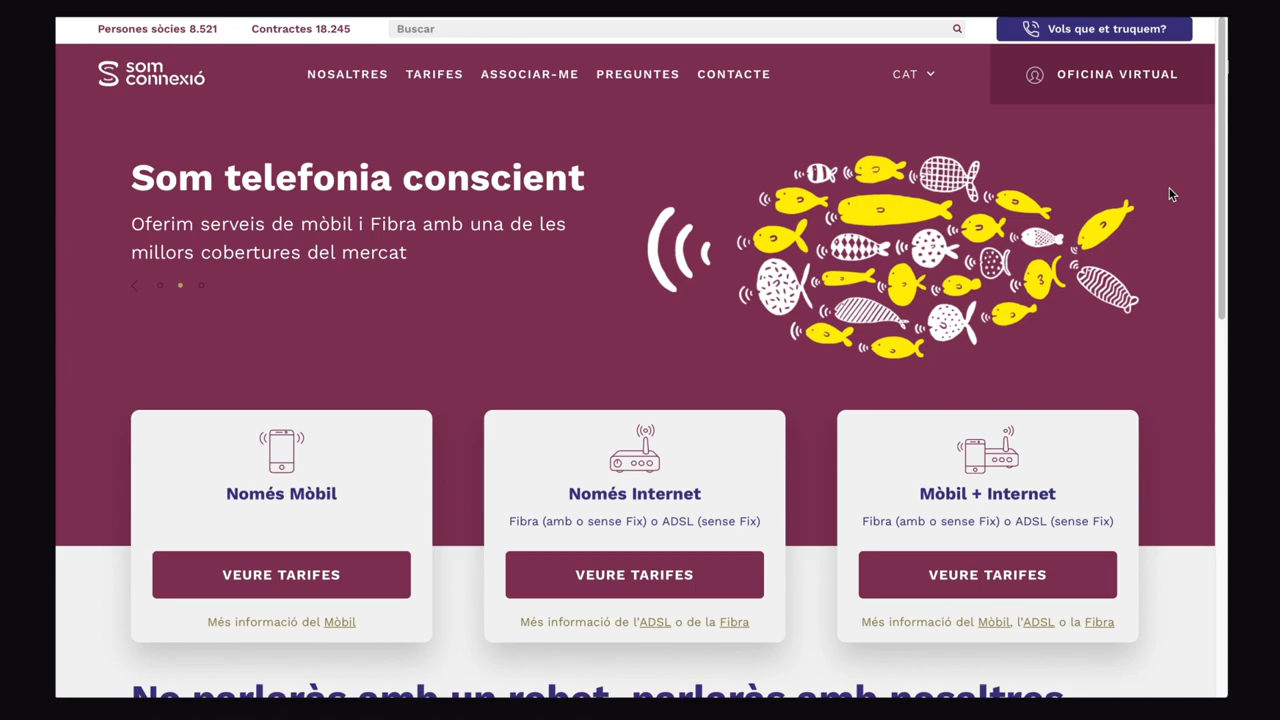 Persones sòcies 8.521
Contractes 18.245
Buscar
Vols que et truquem?
som
connexió
NOSALTRES
TARIFES
ASSOCIAR-ME
PREGUNTES
CONTACTE
CAT
OFICINA VIRTUAL
Som telefonia conscient
Oferim serveis de mòbil i Fibra amb una de les
millors cobertures del mercat
Només Mòbil
VEURE TARIFES
Més informació del Mòbil
Només Internet
Fibra (amb o sense Fix) o ADSL (sense Fix)
VEURE TARIFES
Més informació de l'ADSL o de la Fibra
Mòbil + Internet
Fibra (amb o sense Fix) o ADSL (sense Fix)
VEURE TARIFES
Més informació del Mòbil, l'ADSL o la Fibra
No parlaràs amb un robot, parlaràs amb nosaltres